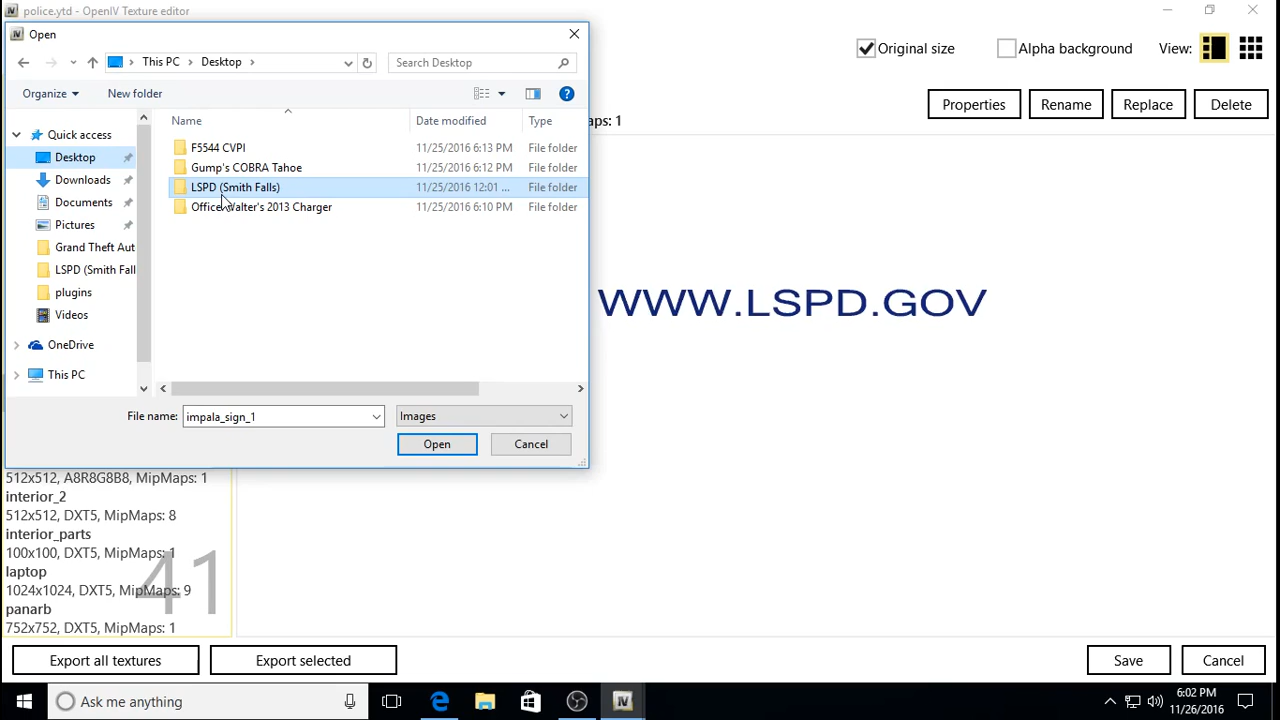 police.ytd - OpenIV Texture editor
Open
This PC Desktop
Search Desktop
Organize
New folder
Name
Date modified
Type
Quick access
Desktop
Downloads
Documents
Pictures
Grand Theft Aut
LSPD (Smith Fall
plugins
Videos
OneDrive
This PC
F5544 CVPI 11/25/2016 6:13 PM File folder
Gump's COBRA Tahoe 11/25/2016 6:12 PM File folder
LSPD (Smith Falls) 11/25/2016 12:01 ... File folder
Officer Walter's 2013 Charger 11/25/2016 6:10 PM File folder
File name: impala_sign_1
Images
Open
Cancel
Original size
Alpha background
View:
Properties
Rename
Replace
Delete
aps: 1
WWW.LSPD.GOV
512x512, A8R8G8B8, MipMaps: 1
interior_2
512x512, DXT5, MipMaps: 8
interior_parts
100x100, DXT5, MipMaps: 1
laptop
1024x1024, DXT5, MipMaps: 9
panarb
752x752, DXT5, MipMaps: 1
41
Export all textures
Export selected
Save
Cancel
Ask me anything
6:02 PM
11/26/2016